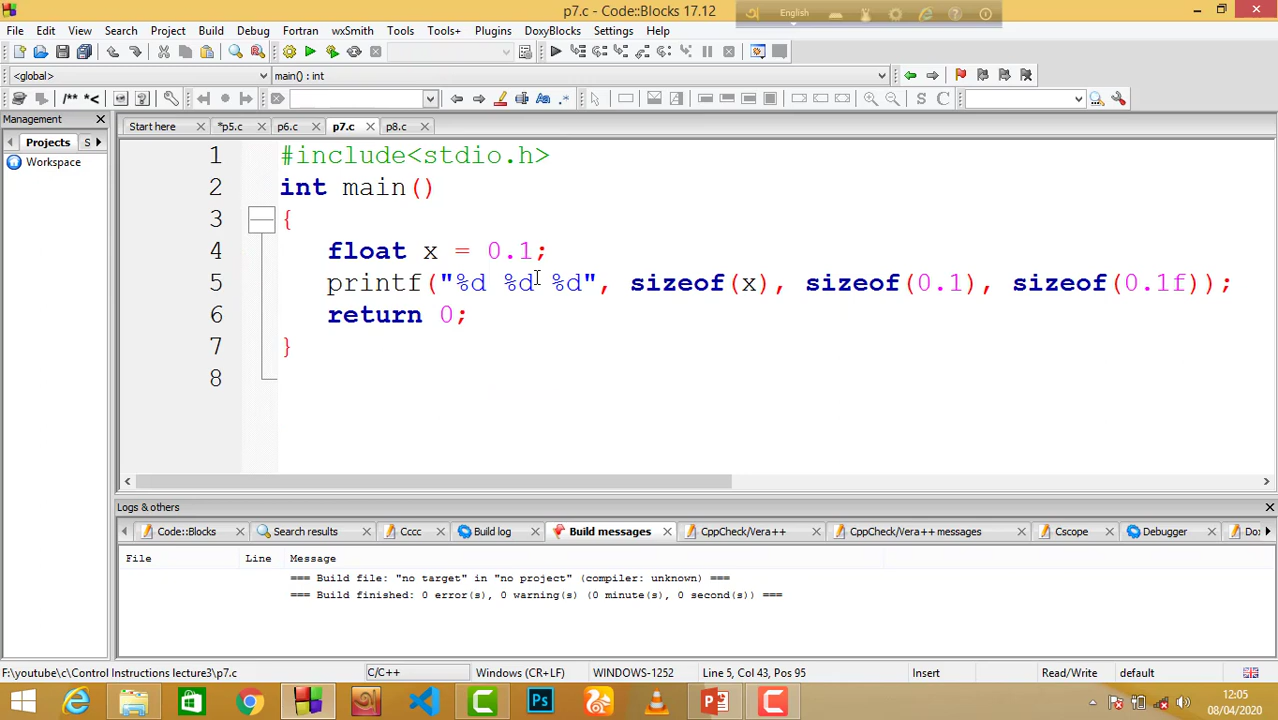 p7.c - Code::Blocks 17.12
English
File Edit View Search Project Build Debug Fortran wxSmith Tools Tools+ Plugins DoxyBlocks Settings Help
<global> main() : int
/** *< S C
Management
Start here *p5.c p6.c p7.c p8.c
Projects S
Workspace
1 #include<stdio.h>
2 int main()
3 {
4 float x = 0.1;
5 printf("%d %d %d", sizeof(x), sizeof(0.1), sizeof(0.1f));
6 return 0;
7 }
8
Logs & others
Code::Blocks Search results Cccc Build log Build messages CppCheck/Vera++ CppCheck/Vera++ messages Cscope Debugger Do
File Line Message
=== Build file: "no target" in "no project" (compiler: unknown) ===
=== Build finished: 0 error(s), 0 warning(s) (0 minute(s), 0 second(s)) ===
F:\youtube\c\Control Instructions lecture3\p7.c C/C++ Windows (CR+LF) WINDOWS-1252 Line 5, Col 43, Pos 95 Insert Read/Write default
Ps
12:05
08/04/2020